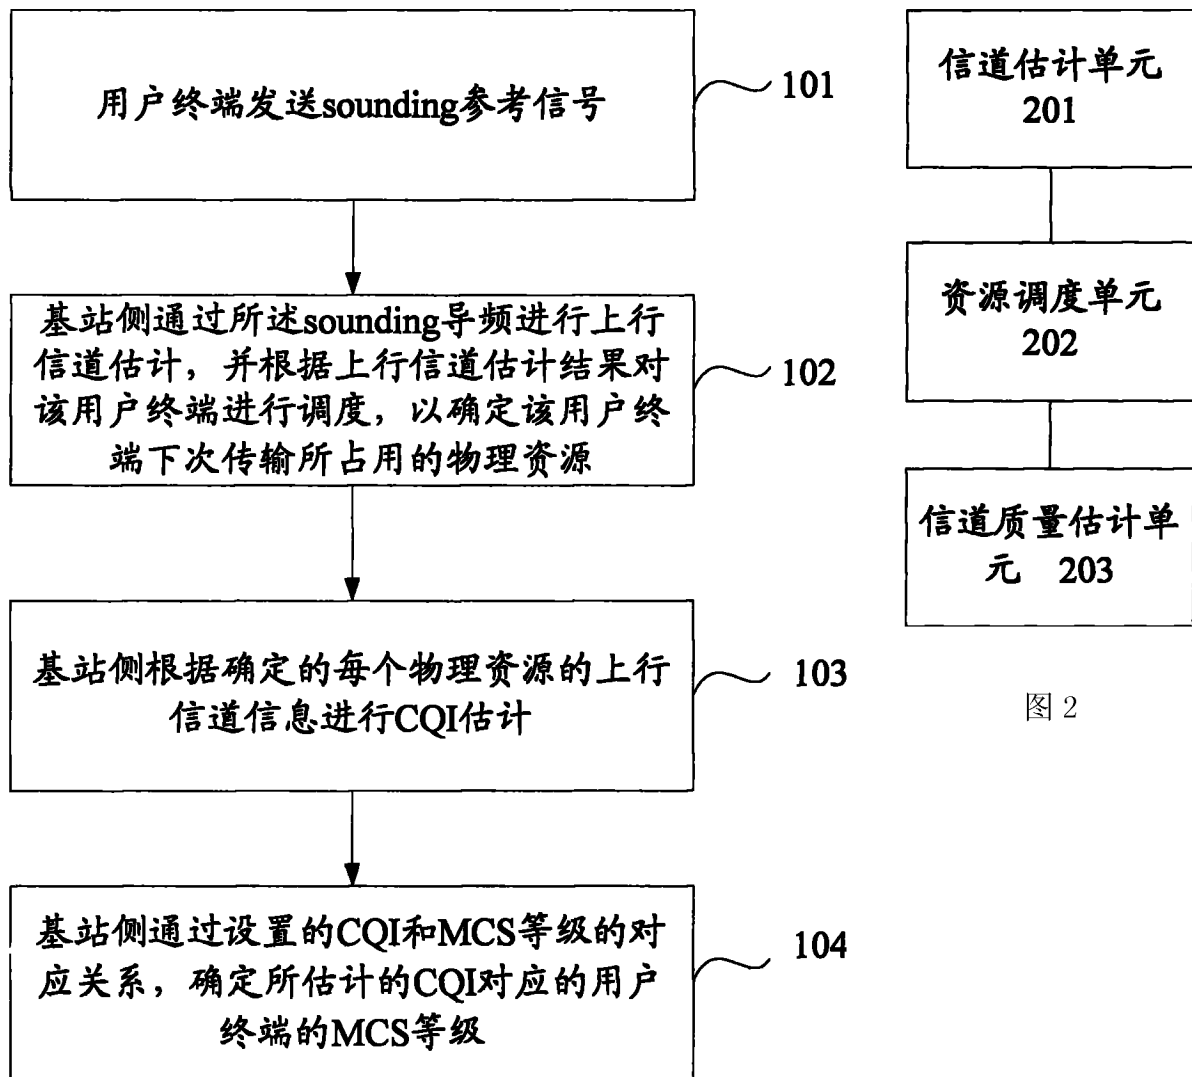 用户终端发送sounding参考信号
101
基站侧通过所述sounding导频进行上行
信道估计，并根据上行信道估计结果对
该用户终端进行调度，以确定该用户终
端下次传输所占用的物理资源
102
基站侧根据确定的每个物理资源的上行
信道信息进行CQI估计
103
基站侧通过设置的CQI和MCS等级的对
应关系，确定所估计的CQI对应的用户
终端的MCS等级
104
信道估计单元
201
资源调度单元
202
信道质量估计单
元 203
图 2